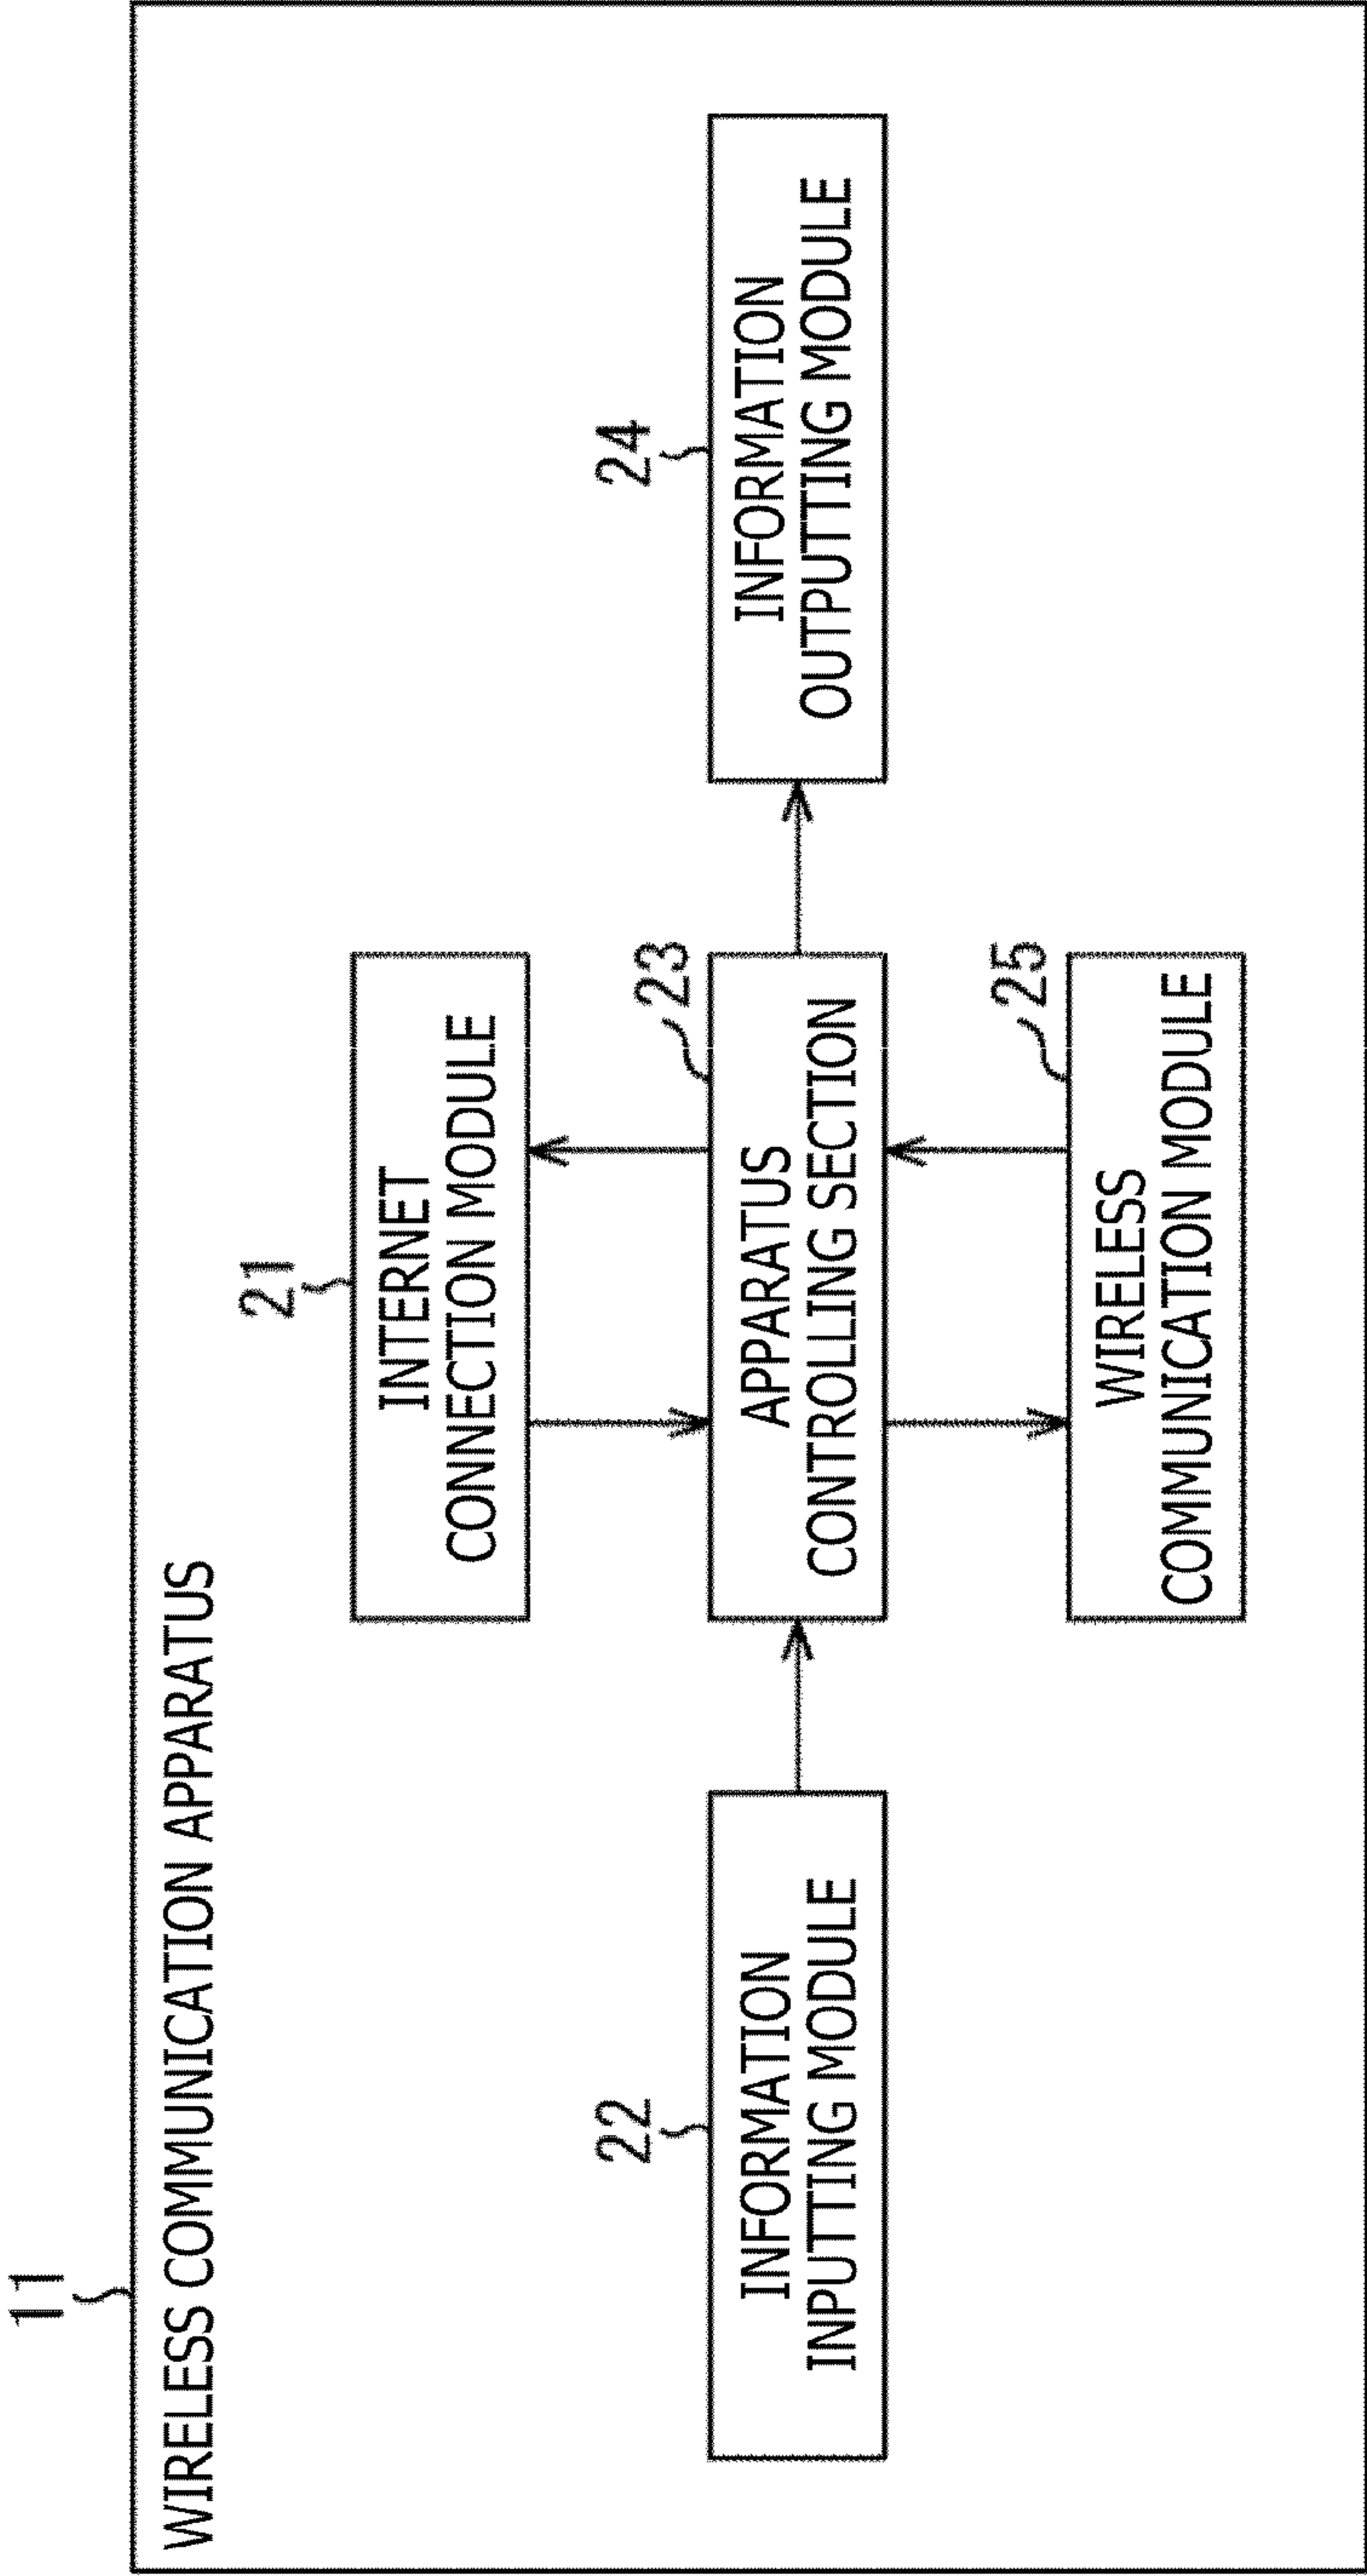 11
WIRELESS COMMUNICATION APPARATUS
21
INTERNET
CONNECTION MODULE
22
INFORMATION
INPUTTING MODULE
23
APPARATUS
CONTROLLING SECTION
24
INFORMATION
OUTPUTTING MODULE
25
WIRELESS
COMMUNICATION MODULE